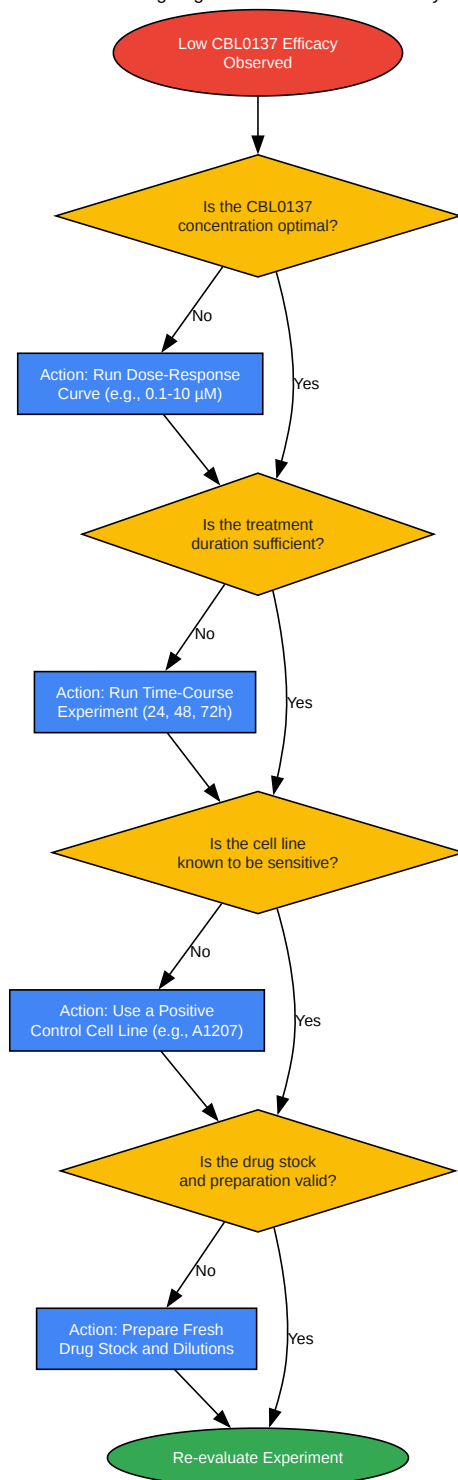 Low CBL0137 Efficacy
Observed
Is the CBL0137
concentration optimal?
No
Yes
Action: Run Dose-Response
Curve (e.g., 0.1-10 µM)
Is the treatment
duration sufficient?
No
Yes
Action: Run Time-Course
Experiment (24, 48, 72h)
Is the cell line
known to be sensitive?
No
Yes
Action: Use a Positive
Control Cell Line (e.g., A1207)
Is the drug stock
and preparation valid?
No
Yes
Action: Prepare Fresh
Drug Stock and Dilutions
Re-evaluate Experiment